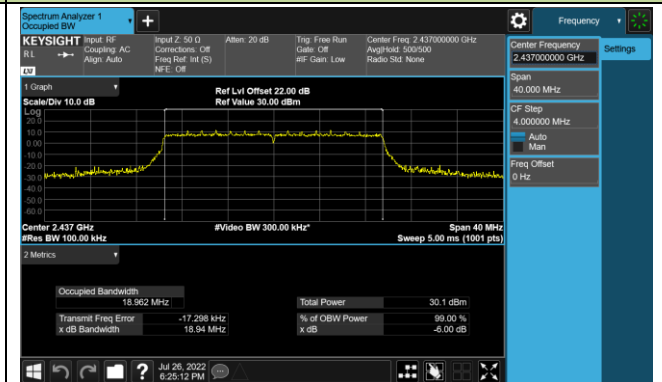 Spectrum Analyzer 1
Occupied BW
+
Frequency
KEYSIGHT Input: RF Input Z: 50 Ω Atten: 20 dB Trig: Free Run Center Freq: 2.437000000 GHz
RL Coupling: AC Corrections: Off Gate: Off Avg|Hold: 500/500
Align: Auto Freq Ref: Int (S) #IF Gain: Low Radio Std: None
LXI NFE: Off
Center Frequency
2.437000000 GHz
Settings
Span
40.000 MHz
CF Step
4.000000 MHz
Auto
Man
Freq Offset
0 Hz
1 Graph
Scale/Div 10.0 dB
Ref Lvl Offset 22.00 dB
Ref Value 30.00 dBm
Log
20.0
10.0
0.00
-10.0
-20.0
-30.0
-40.0
-50.0
-60.0
Center 2.437 GHz #Video BW 300.00 kHz* Span 40 MHz
#Res BW 100.00 kHz Sweep 5.00 ms (1001 pts)
2 Metrics
Occupied Bandwidth
18.962 MHz
Total Power 30.1 dBm
Transmit Freq Error -17.298 kHz % of OBW Power 99.00 %
x dB Bandwidth 18.94 MHz x dB -6.00 dB
?
Jul 26, 2022
6:25:12 PM